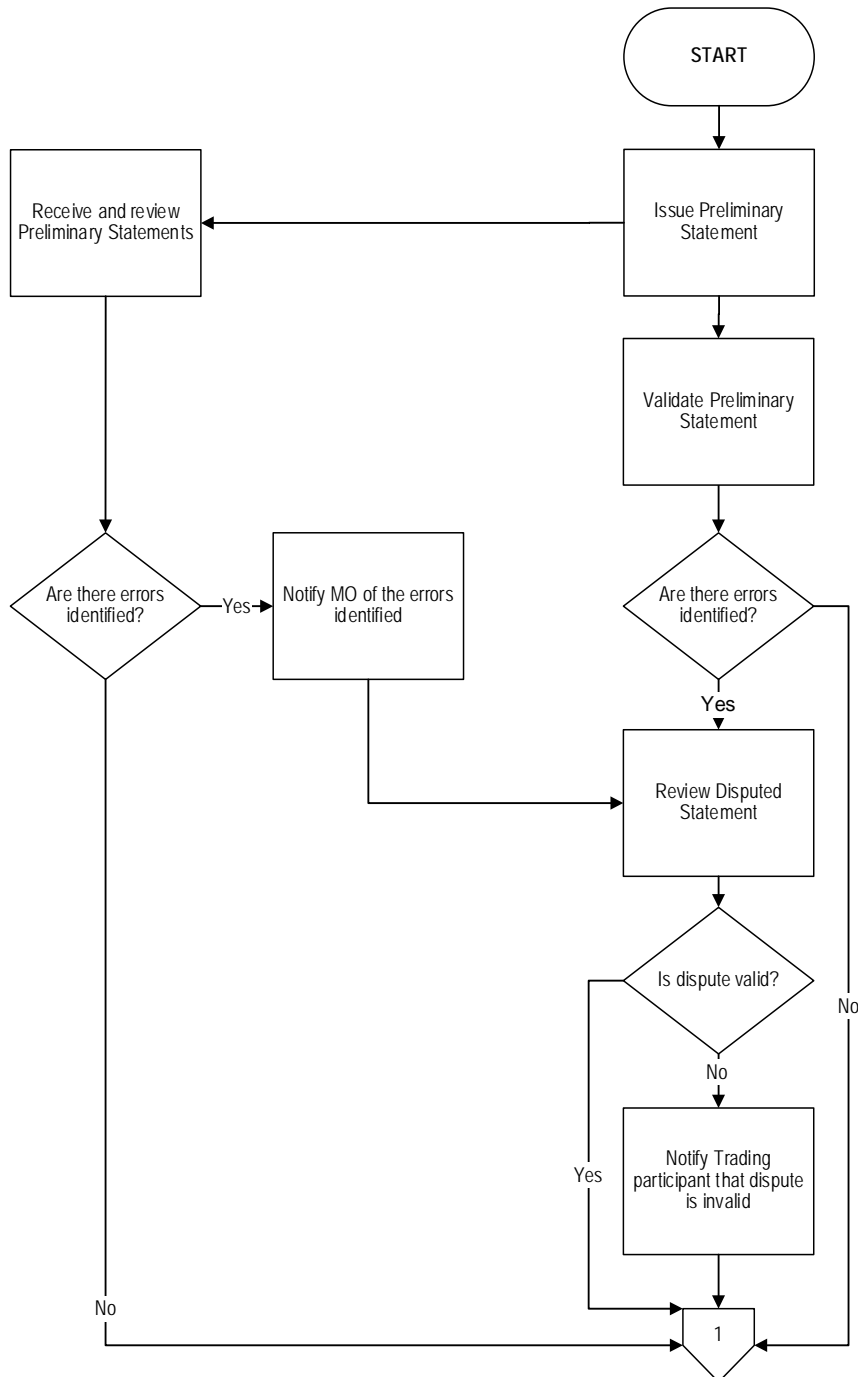 START
Receive and review
Preliminary Statements
Issue Preliminary
Statement
Validate Preliminary
Statement
Are there errors
identified?
Yes
Notify MO of the errors
identified
Are there errors
identified?
Yes
Review Disputed
Statement
Is dispute valid?
No
No
Notify Trading
participant that dispute
is invalid
Yes
No
1